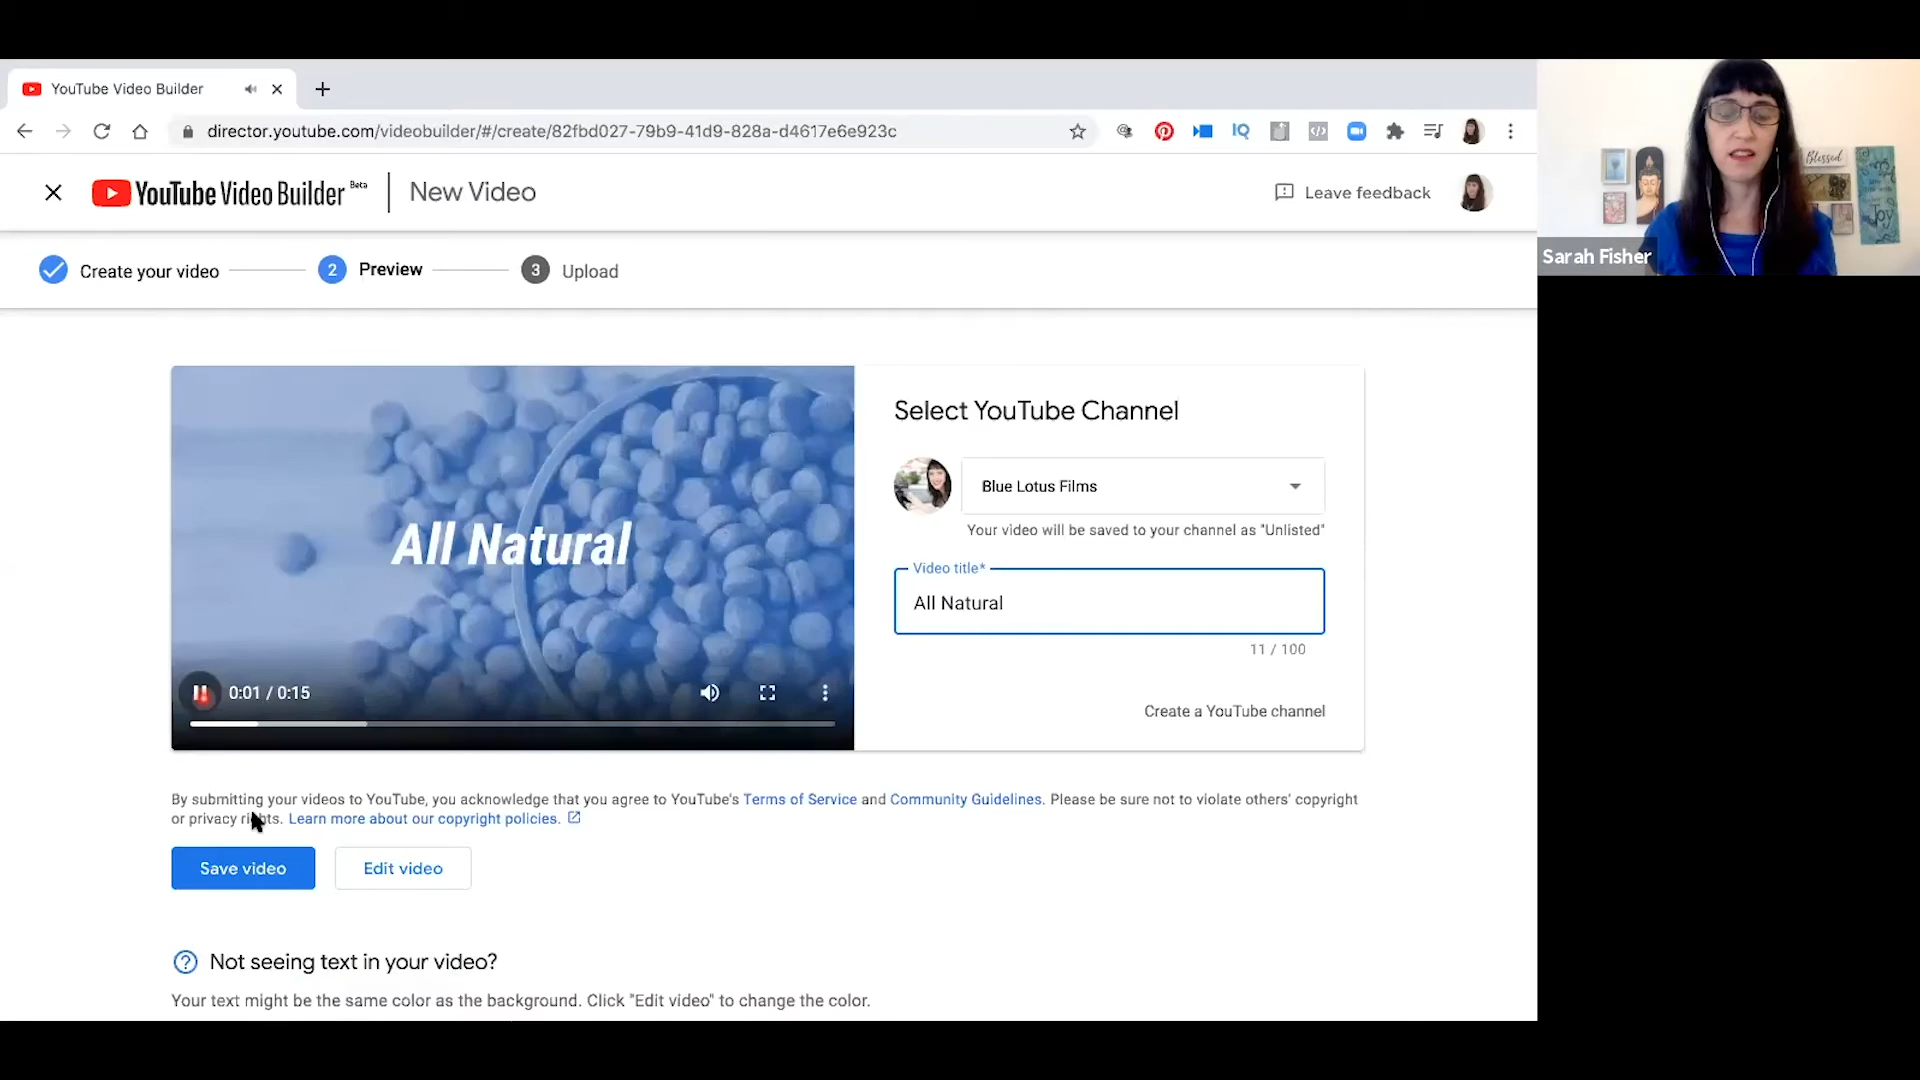 YouTube Video Builder
director.youtube.com/videobuilder/#/create/82fbd027-79b9-41d9-828a-d4617e6e923c
IQ
YouTube Video Builder Beta
New Video
Leave feedback
Blessed
Joy
Sarah Fisher
Create your video
2
Preview
3
Upload
Select YouTube Channel
Blue Lotus Films
Your video will be saved to your channel as "Unlisted"
All Natural
Video title*
All Natural
11 / 100
0:01 / 0:15
Create a YouTube channel
By submitting your videos to YouTube, you acknowledge that you agree to YouTube's Terms of Service and Community Guidelines. Please be sure not to violate others' copyright
or privacy rights. Learn more about our copyright policies.
Save video
Edit video
Not seeing text in your video?
Your text might be the same color as the background. Click "Edit video" to change the color.